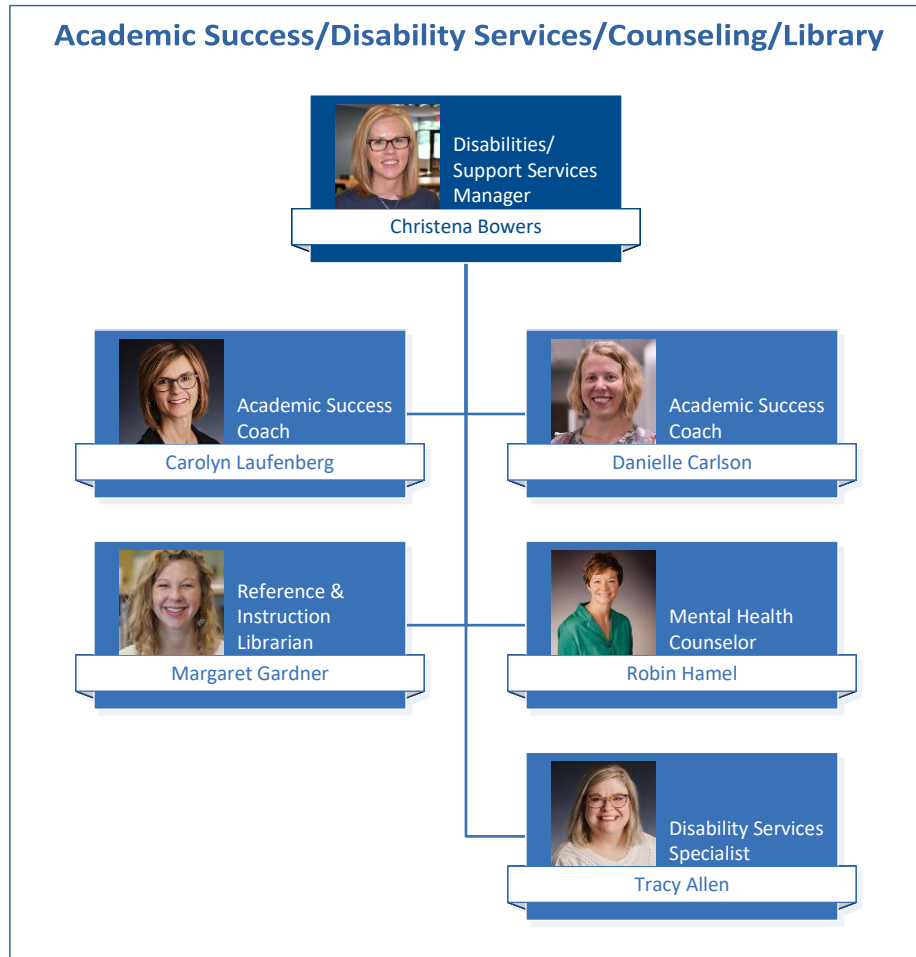 Academic Success/Disability Services/Counseling/Library
Disabilities/
Support Services
Manager
Christena Bowers
Academic Success
Coach
Carolyn Laufenberg
Academic Success
Coach
Danielle Carlson
Reference &
Instruction
Librarian
Margaret Gardner
Mental Health
Counselor
Robin Hamel
Disability Services
Specialist
Tracy Allen